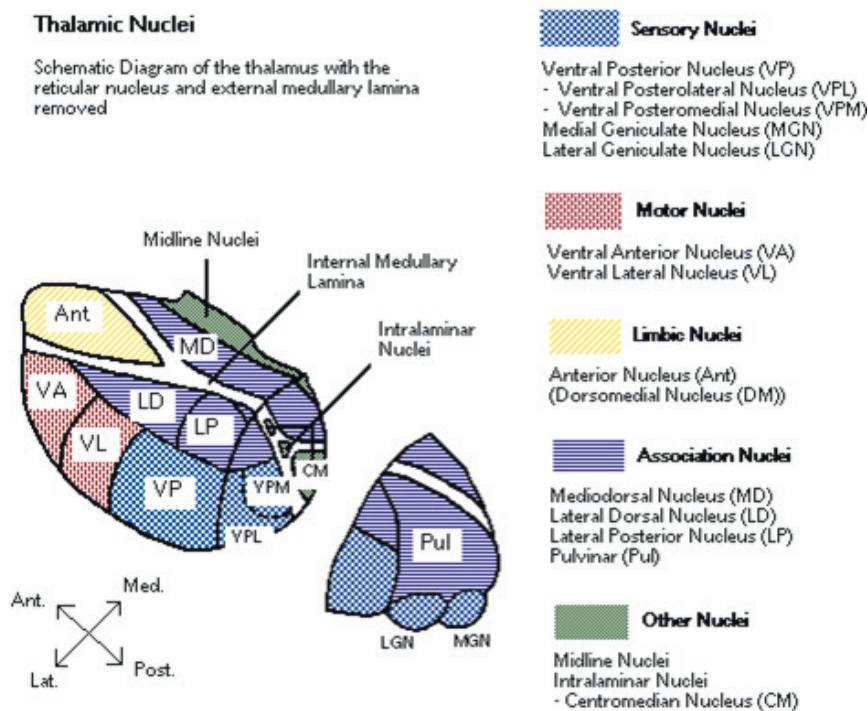 Thalamic Nuclei
Schematic Diagram of the thalamus with the
reticular nucleus and external medullary lamina
removed
Midline Nuclei
Internal Medullary
Lamina
Intralaminar
Nuclei
Ant
MD
VA
LD
LP
VL
VP
VPM
CM
VPL
Pul
LGN
MGN
Ant.
Med.
Lat.
Post.
Sensory Nuclei
Ventral Posterior Nucleus (VP)
- Ventral Posterolateral Nucleus (VPL)
- Ventral Posteromedial Nucleus (VPM)
Medial Geniculate Nucleus (MGN)
Lateral Geniculate Nucleus (LGN)
Motor Nuclei
Ventral Anterior Nucleus (VA)
Ventral Lateral Nucleus (VL)
Limbic Nuclei
Anterior Nucleus (Ant)
(Dorsomedial Nucleus (DM))
Association Nuclei
Mediodorsal Nucleus (MD)
Lateral Dorsal Nucleus (LD)
Lateral Posterior Nucleus (LP)
Pulvinar (Pul)
Other Nuclei
Midline Nuclei
Intralaminar Nuclei
- Centromedian Nucleus (CM)